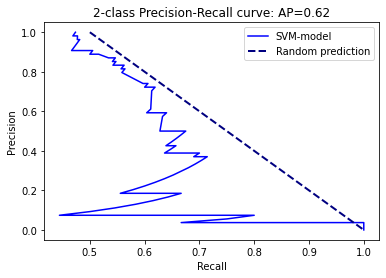 2-class Precision-Recall curve: AP=0.62
SVM-model
Random prediction
1.0
0.8
0.6
0.4
0.2
0.0
Precision
0.5
0.6
0.7
0.8
0.9
1.0
Recall